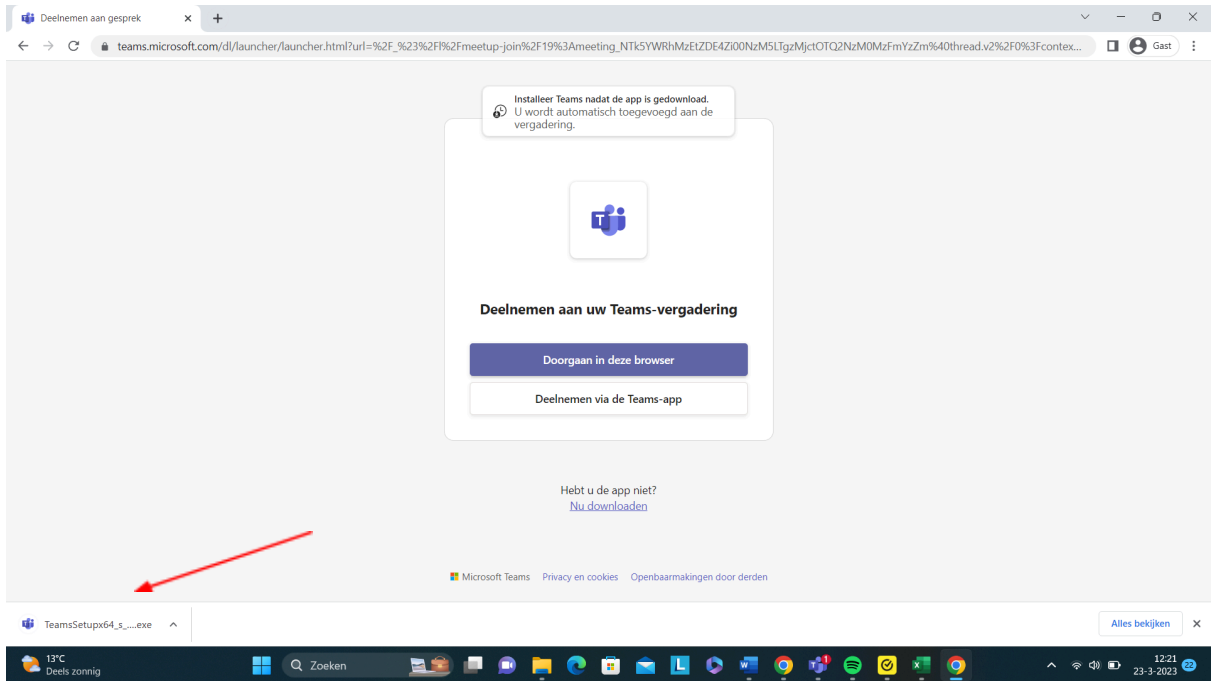 Deelnemen aan gesprek
teams.microsoft.com/dl/launcher/launcher.html?url=%2F_%23%2Fl%2Fmeetup-join%2F19%3Ameeting_NTk5YWRhMzEtZDE4Zi00NzM5LTgzMjctOTQ2NzM0MzFmYzZm%40thread.v2%2F0%3Fcontex...
Gast
Installeer Teams nadat de app is gedownload.
U wordt automatisch toegevoegd aan de
vergadering.
Deelnemen aan uw Teams-vergadering
Doorgaan in deze browser
Deelnemen via de Teams-app
Hebt u de app niet?
Nu downloaden
Microsoft Teams Privacy en cookies Openbaarmakingen door derden
TeamsSetupx64_s_....exe
Alles bekijken
13°C
Deels zonnig
Zoeken
12:21
23-3-2023
22